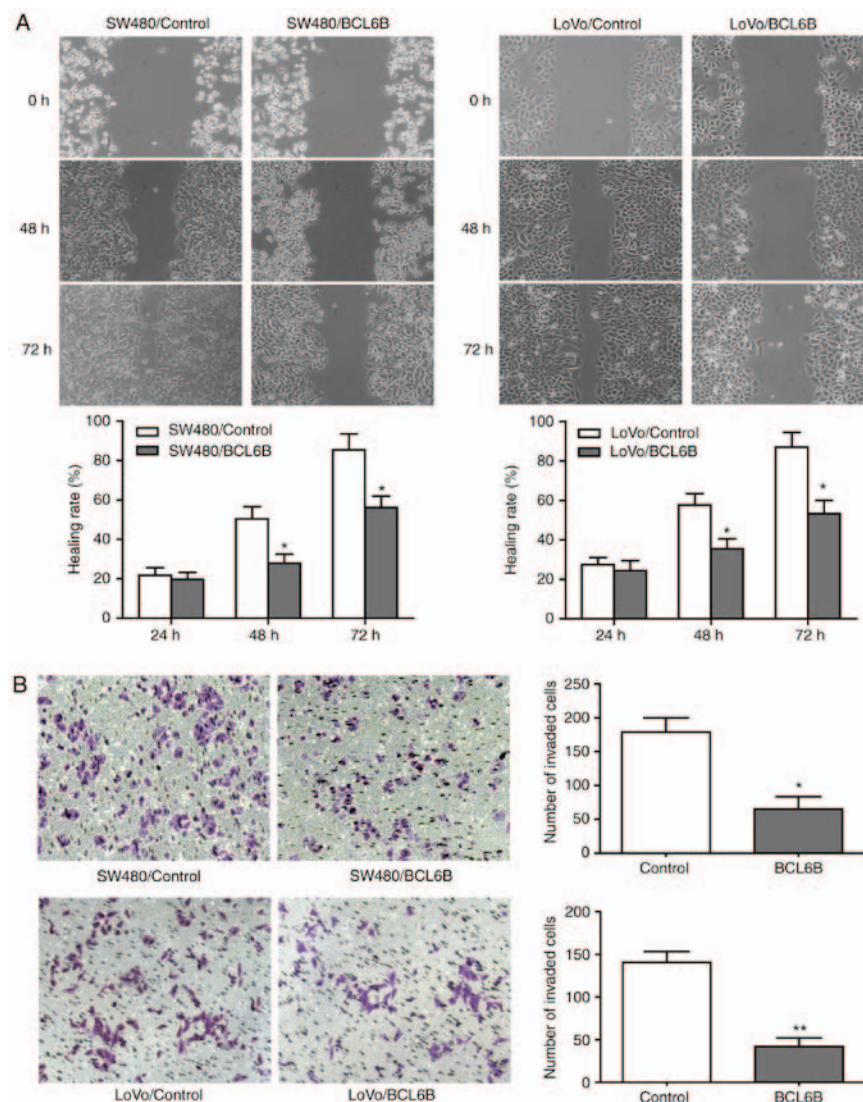 A
SW480/Control SW480/BCL6B LoVo/Control LoVo/BCL6B
0 h 0 h
48 h 48 h
72 h 72 h
100
80
60
40
20
0
Healing rate (%)
SW480/Control
SW480/BCL6B
*
*
24 h 48 h 72 h
100
80
60
40
20
0
Healing rate (%)
LoVo/Control
LoVo/BCL6B
*
*
24 h 48 h 72 h
B
SW480/Control SW480/BCL6B
250
200
150
100
50
0
Number of invaded cells
*
Control BCL6B
LoVo/Control LoVo/BCL6B
200
150
100
50
0
Number of invaded cells
**
Control BCL6B